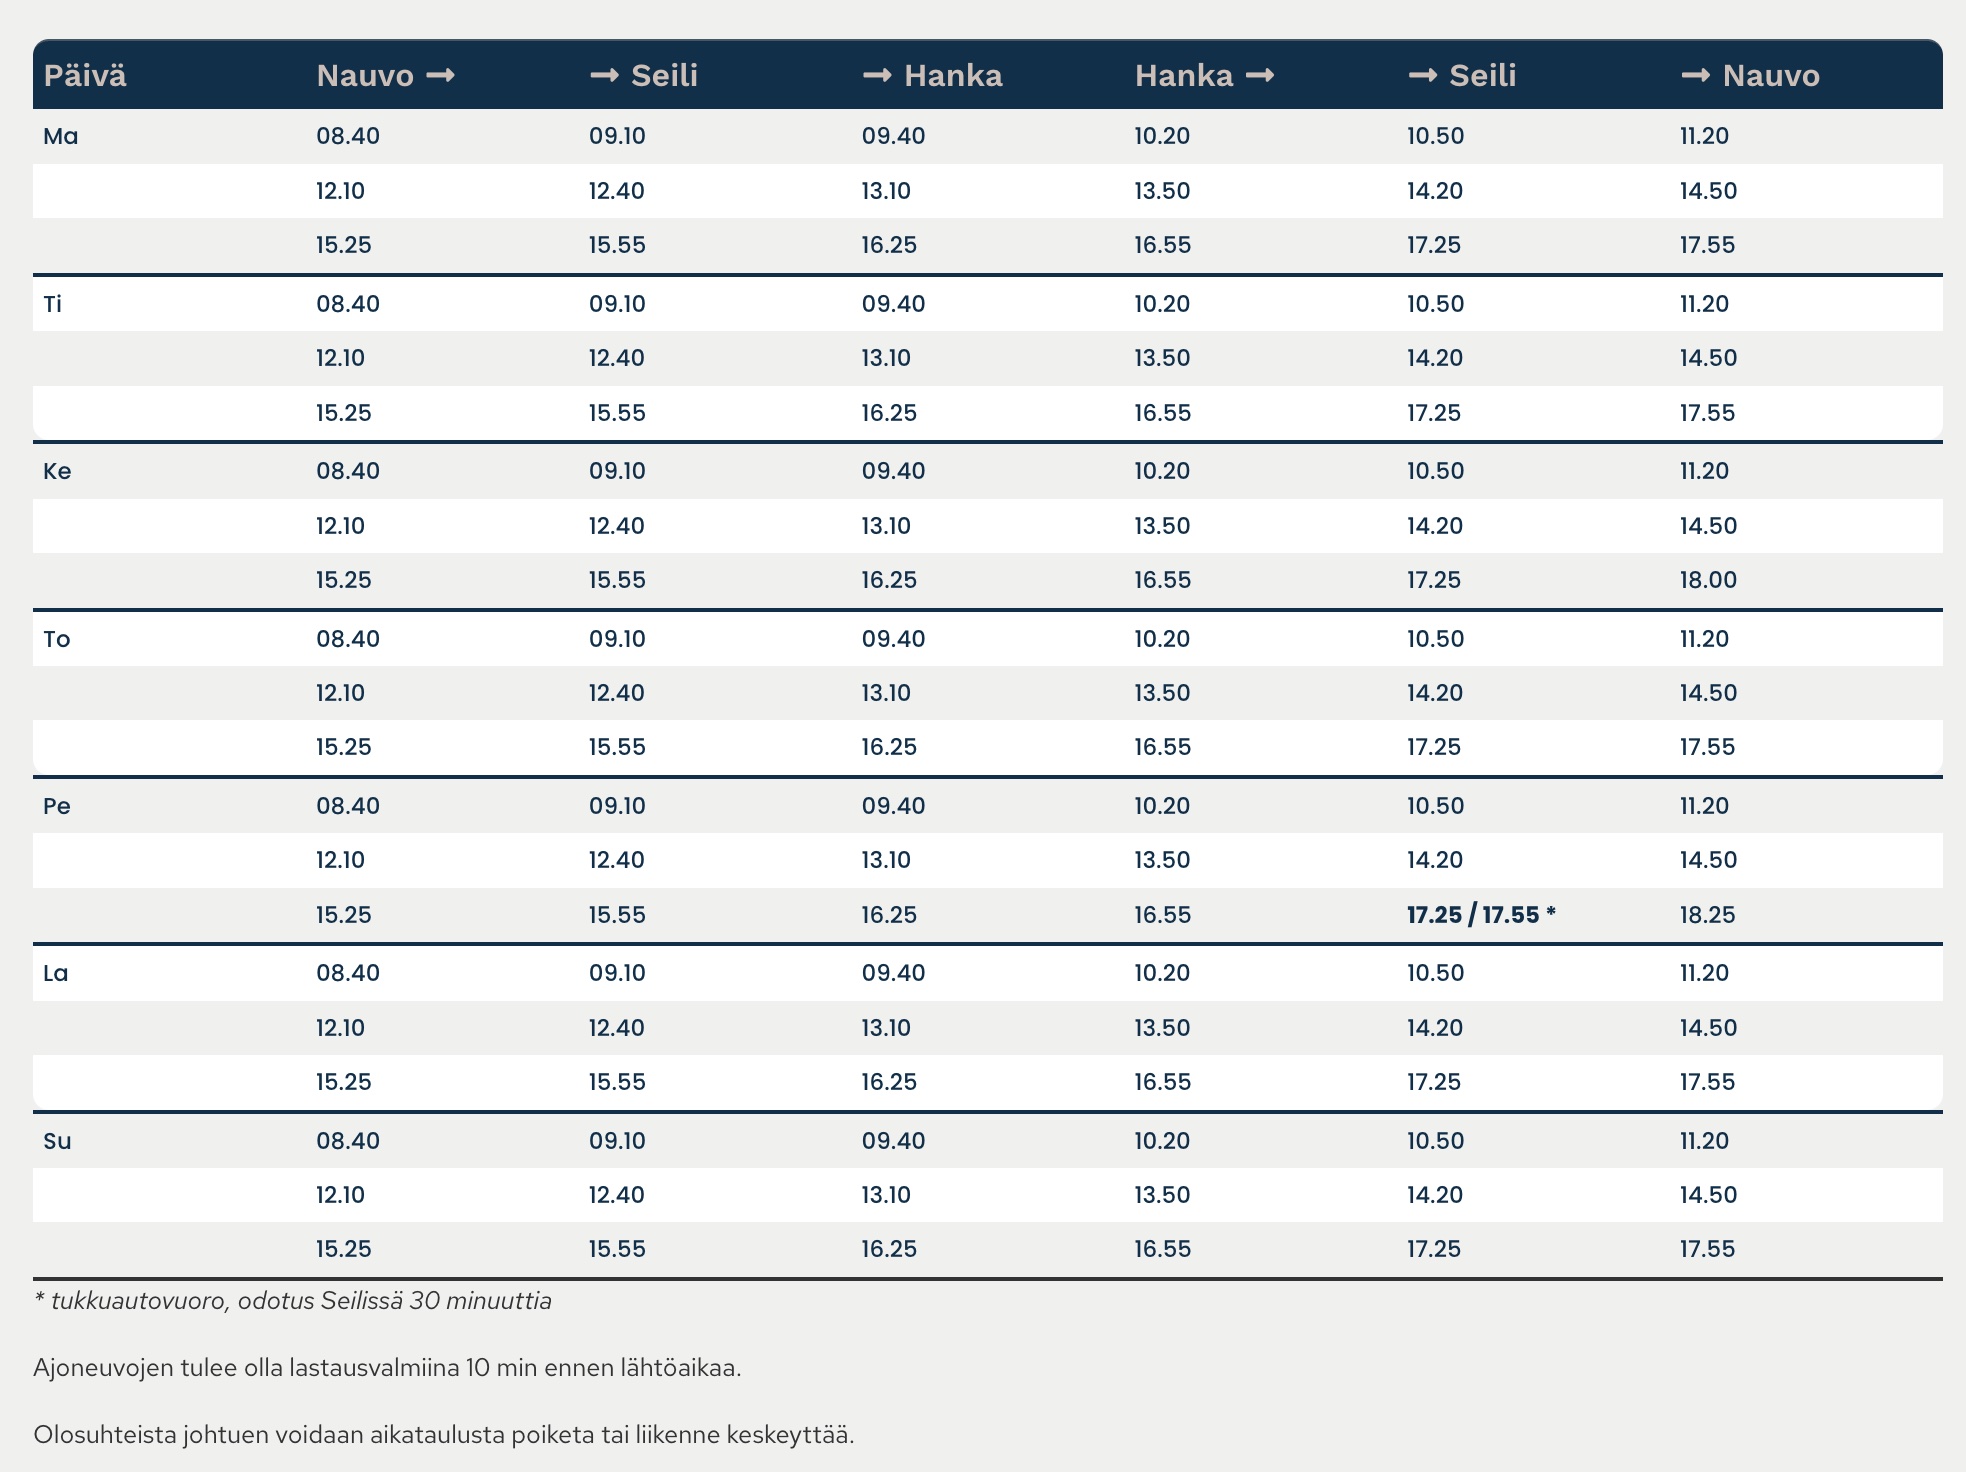 Päivä Nauvo → → Seili → Hanka Hanka → → Seili → Nauvo
Ma 08.40 09.10 09.40 10.20 10.50 11.20
12.10 12.40 13.10 13.50 14.20 14.50
15.25 15.55 16.25 16.55 17.25 17.55
Ti 08.40 09.10 09.40 10.20 10.50 11.20
12.10 12.40 13.10 13.50 14.20 14.50
15.25 15.55 16.25 16.55 17.25 17.55
Ke 08.40 09.10 09.40 10.20 10.50 11.20
12.10 12.40 13.10 13.50 14.20 14.50
15.25 15.55 16.25 16.55 17.25 18.00
To 08.40 09.10 09.40 10.20 10.50 11.20
12.10 12.40 13.10 13.50 14.20 14.50
15.25 15.55 16.25 16.55 17.25 17.55
Pe 08.40 09.10 09.40 10.20 10.50 11.20
12.10 12.40 13.10 13.50 14.20 14.50
15.25 15.55 16.25 16.55 17.25 / 17.55 * 18.25
La 08.40 09.10 09.40 10.20 10.50 11.20
12.10 12.40 13.10 13.50 14.20 14.50
15.25 15.55 16.25 16.55 17.25 17.55
Su 08.40 09.10 09.40 10.20 10.50 11.20
12.10 12.40 13.10 13.50 14.20 14.50
15.25 15.55 16.25 16.55 17.25 17.55
* tukkuautovuoro, odotus Seilissä 30 minuuttia
Ajoneuvojen tulee olla lastausvalmiina 10 min ennen lähtöaikaa.
Olosuhteista johtuen voidaan aikataulusta poiketa tai liikenne keskeyttää.